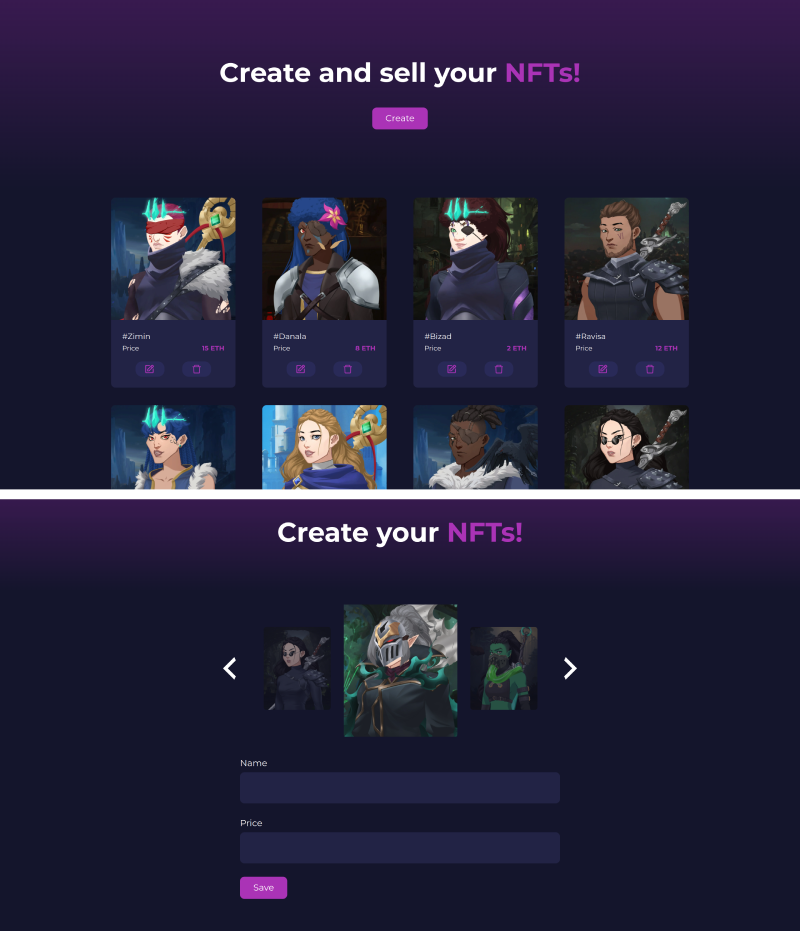 Create and sell your NFTs!
Create
#Zimin
Price 15 ETH
#Danala
Price 8 ETH
#Bizad
Price 2 ETH
#Ravisa
Price 12 ETH
Create your NFTs!
Name
Price
Save